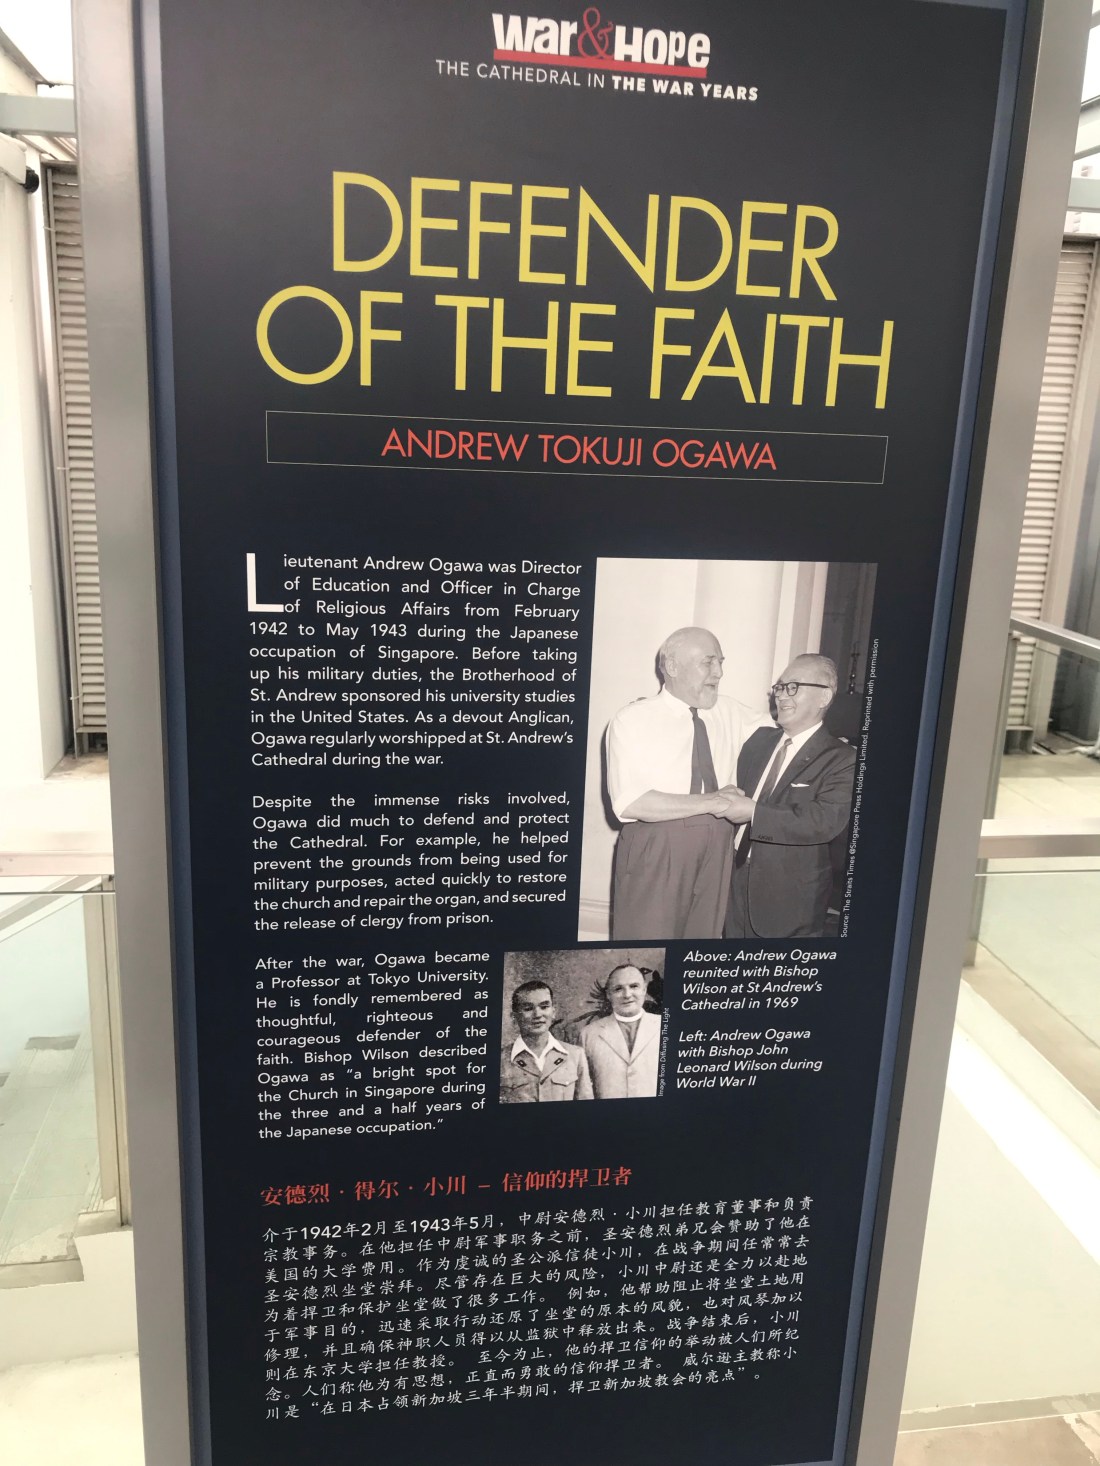 War & Hope
THE CATHEDRAL IN THE WAR YEARS
DEFENDER
OF THE FAITH
ANDREW TOKUJI OGAWA
Lieutenant Andrew Ogawa was Director
of Education and Officer in Charge
of Religious Affairs from February
1942 to May 1943 during the Japanese
occupation of Singapore. Before taking
up his military duties, the Brotherhood of
St. Andrew sponsored his university studies
in the United States. As a devout Anglican,
Ogawa regularly worshipped at St. Andrew's
Cathedral during the war.
Despite the immense risks involved,
Ogawa did much to defend and protect
the Cathedral. For example, he helped
prevent the grounds from being used for
military purposes, acted quickly to restore
the church and repair the organ, and secured
the release of clergy from prison.
After the war, Ogawa became
a Professor at Tokyo University.
He is fondly remembered as
thoughtful, righteous and
courageous defender of the
faith. Bishop Wilson described
Ogawa as "a bright spot for
the Church in Singapore during
the three and a half years of
the Japanese occupation."
Source: The Straits Times @Singapore Press Holdings Limited. Reprinted with permission
Image from Diffusing The Light
Above: Andrew Ogawa
reunited with Bishop
Wilson at St Andrew's
Cathedral in 1969
Left: Andrew Ogawa
with Bishop John
Leonard Wilson during
World War II
安德烈·得尔·小川 – 信仰的捍卫者
介于1942年2月至1943年5月，中尉安德烈·小川担任教育董事和负责
宗教事务。在他担任中尉军事职务之前，圣安德烈弟兄会赞助了他在
美国的大学费用。作为虔诚的圣公派信徒小川，在战争期间任常常去
圣安德烈坐堂崇拜。尽管存在巨大的风险，小川中尉还是全力以赴地
为着捍卫和保护坐堂做了很多工作。 例如，他帮助阻止将坐堂土地用
于军事目的，迅速采取行动还原了坐堂的原本的风貌，也对风琴加以
修理，并且确保神职人员得以从监狱中释放出来。战争结束后，小川
则在东京大学担任教授。 至今为止，他的捍卫信仰的举动被人们所纪
念。人们称他为有思想，正直而勇敢的信仰捍卫者。 威尔逊主教称小
川是“在日本占领新加坡三年半期间，捍卫新加坡教会的亮点”。